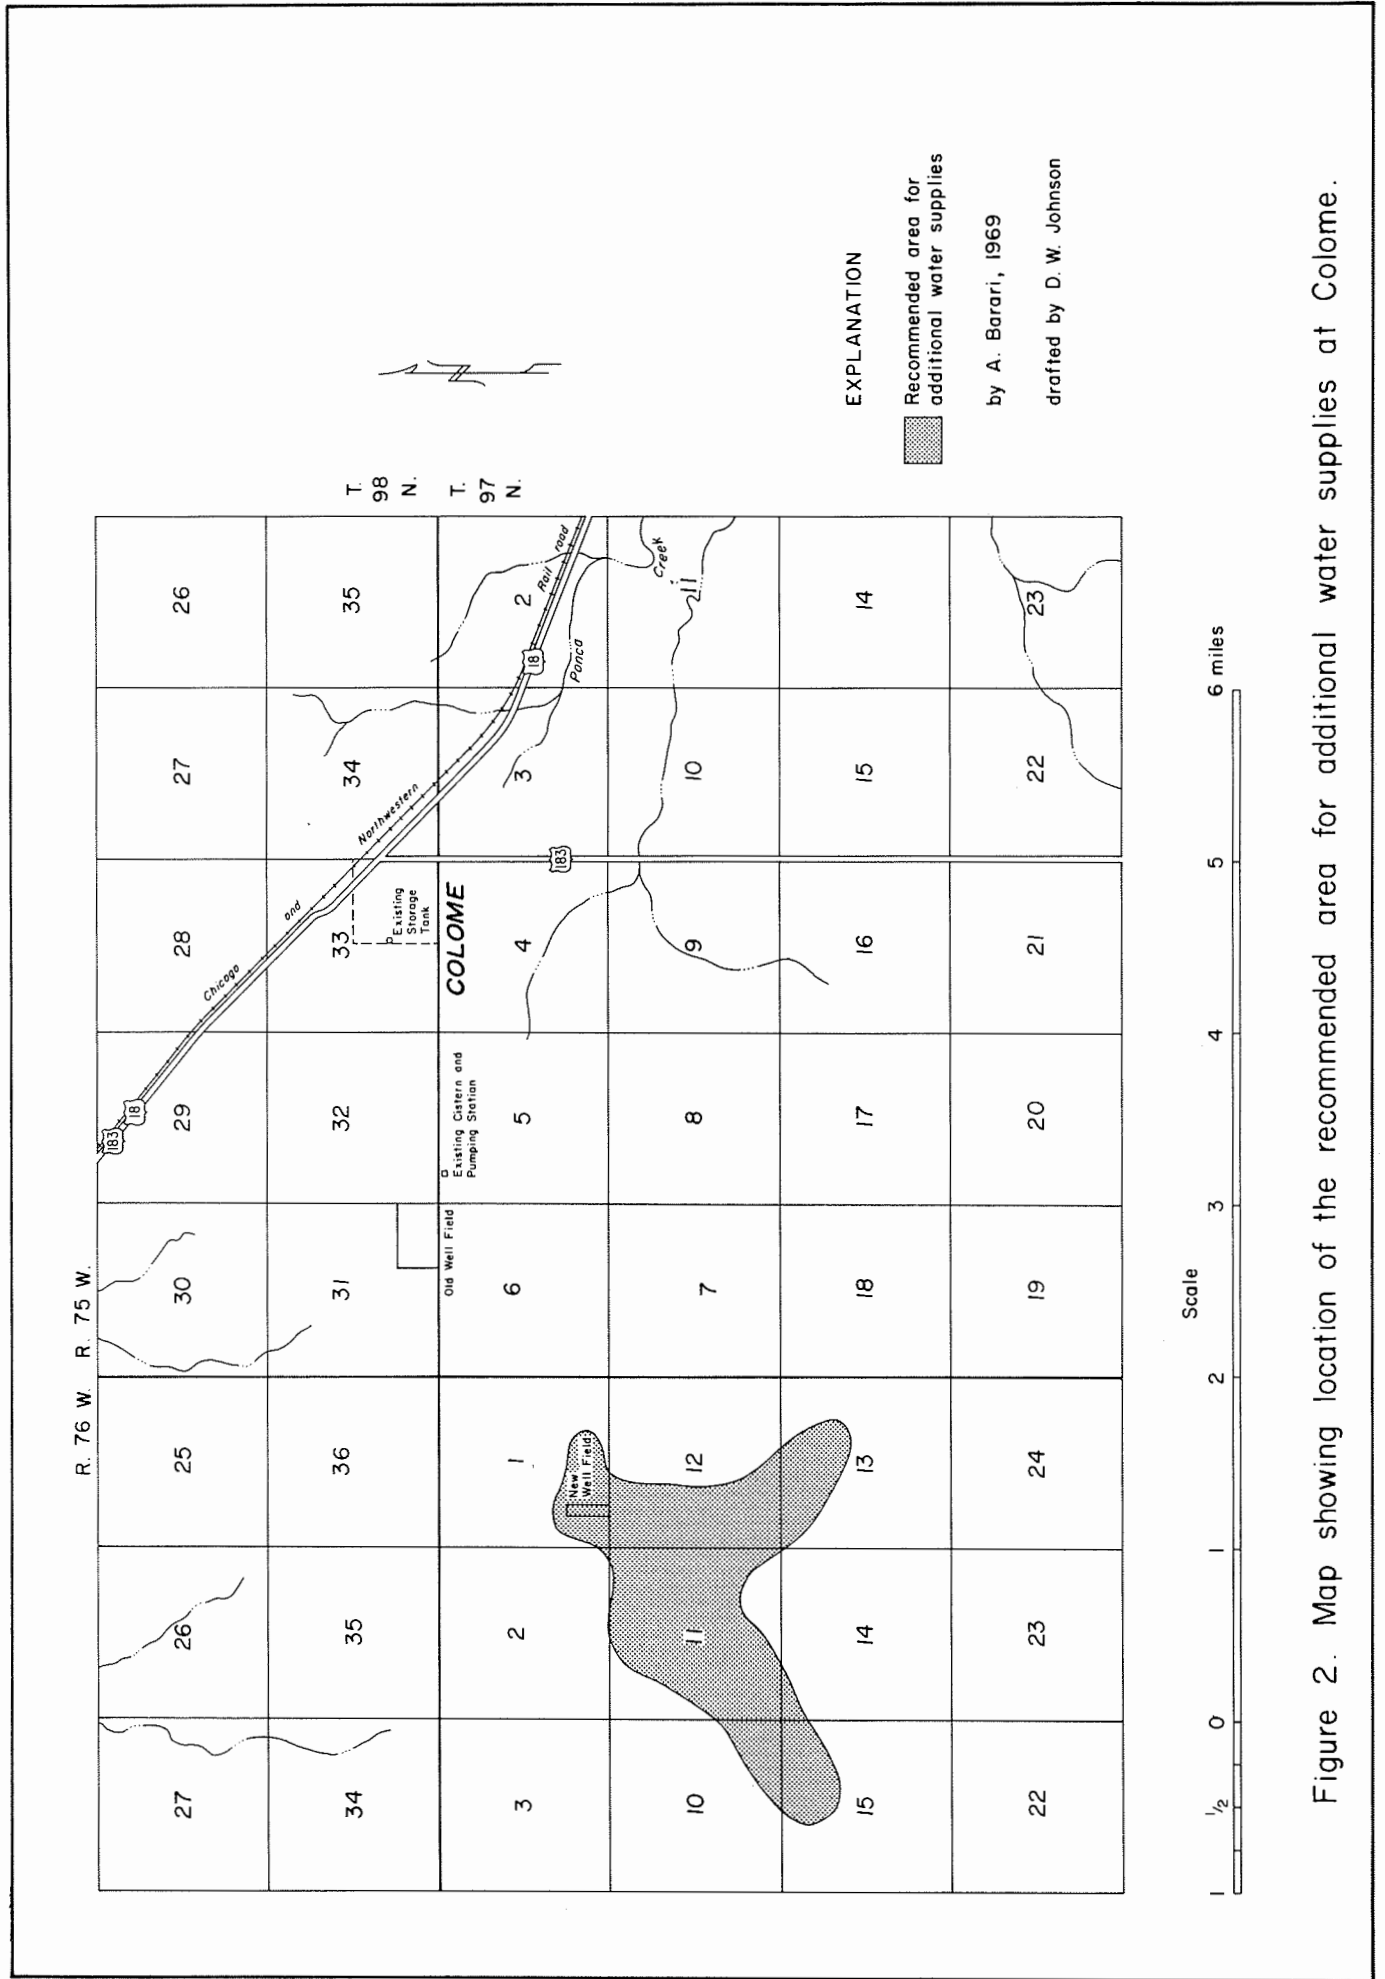 R. 76 W. R. 75 W.
27
26
25
30
29
28
27
26
183
18
Chicago
and
Northwestern
Rail road
34
35
36
31
32
33
34
35
Existing
Storage
Tank
T.
98
N.
T.
97
N.
COLOME
Old Well Field
Existing Cistern and
Pumping Station
3
2
1
6
5
4
3
2
183
18
Ponca
Creek
New
Well Field
10
11
12
7
8
9
10
11
15
14
13
18
17
16
15
14
22
23
24
19
20
21
22
23
EXPLANATION
Recommended area for
additional water supplies
by A. Barari, 1969
drafted by D. W. Johnson
Scale
1 1/2 0 1 2 3 4 5 6 miles
Figure 2. Map showing location of the recommended area for additional water supplies at Colome.